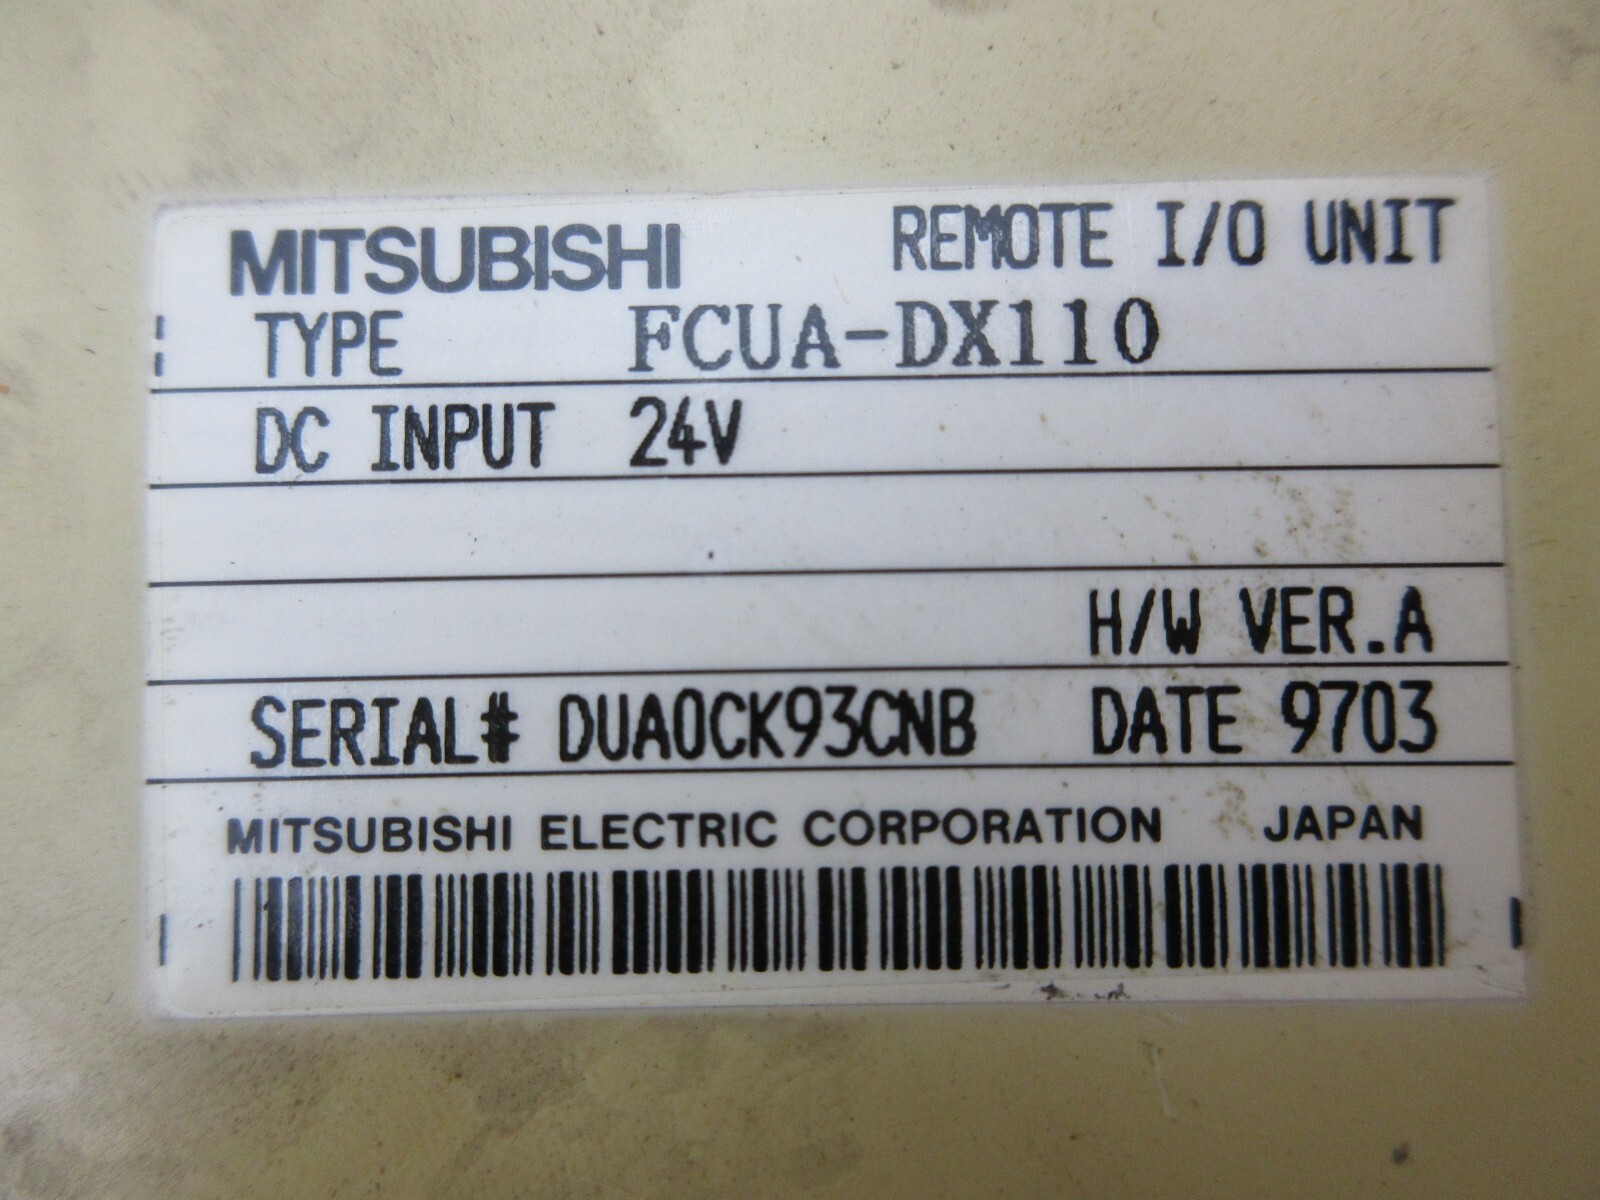 MITSUBISHI REMOTE I/O UNIT
TYPE FCUA-DX110
DC INPUT 24V
H/W VER.A
SERIAL# DUA0CK93CNB DATE 9703
MITSUBISHI ELECTRIC CORPORATION JAPAN